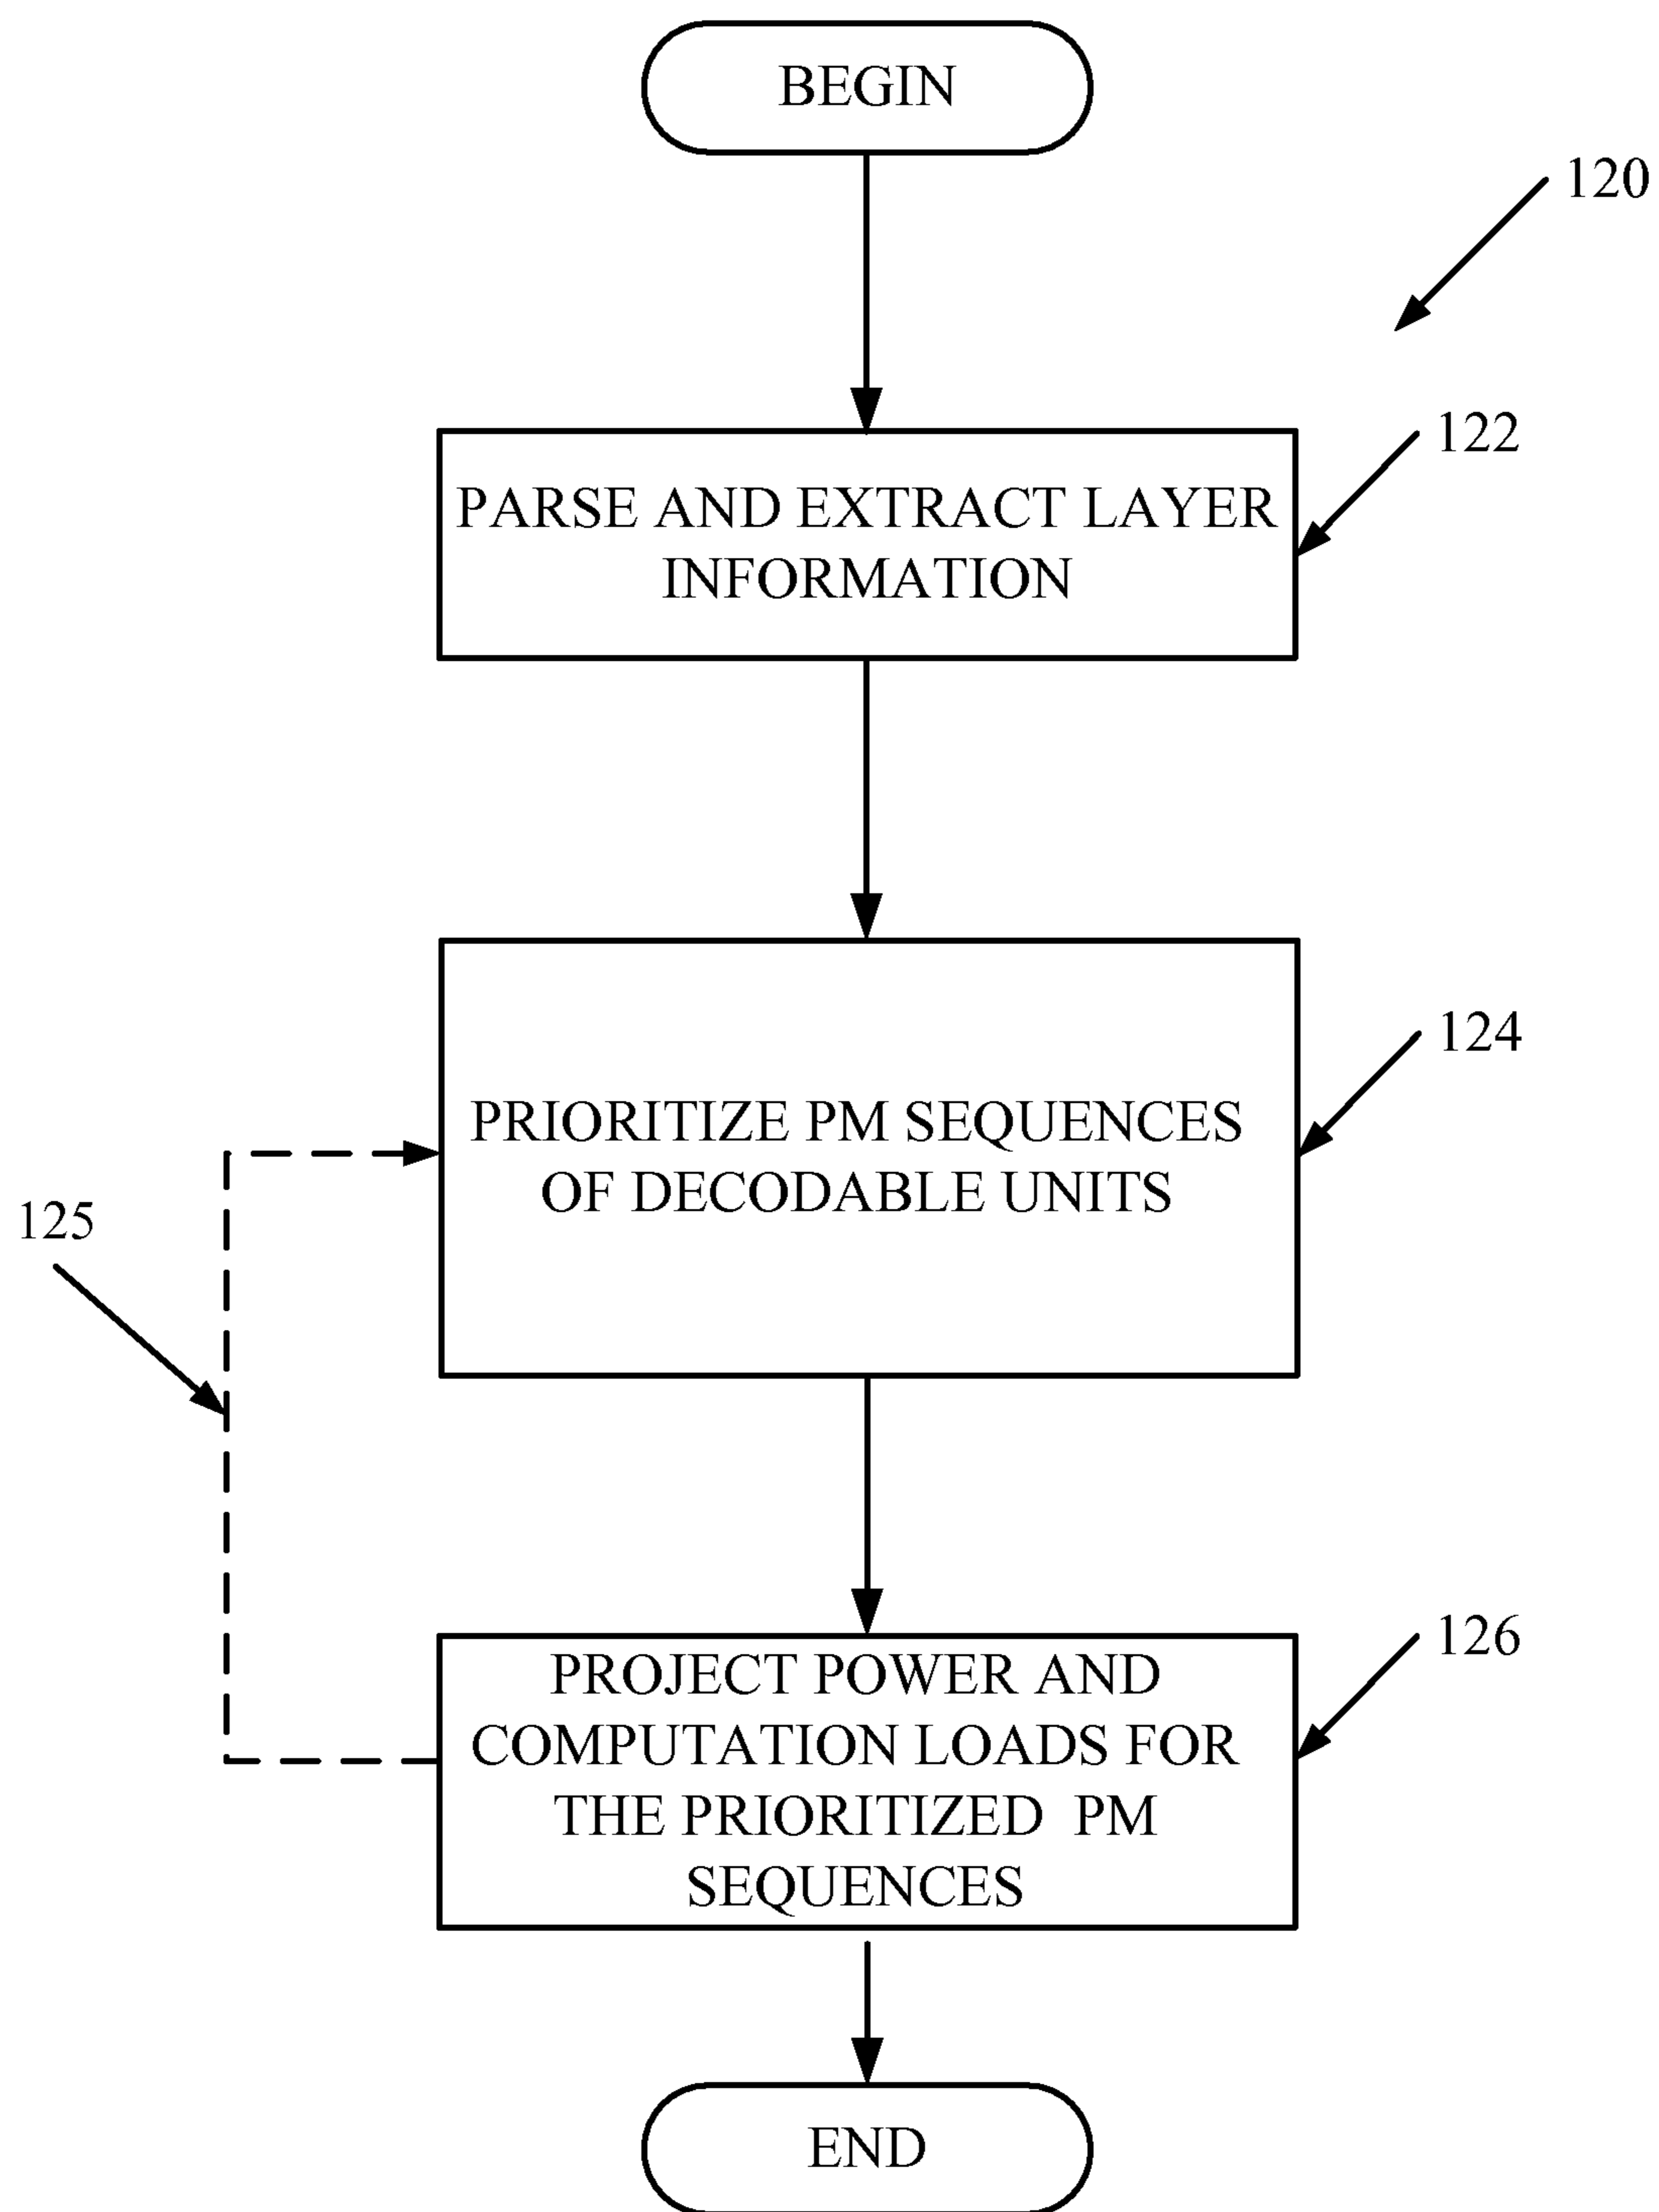 BEGIN
120
122
PARSE AND EXTRACT LAYER
INFORMATION
124
PRIORITIZE PM SEQUENCES
OF DECODABLE UNITS
125
126
PROJECT POWER AND
COMPUTATION LOADS FOR
THE PRIORITIZED PM
SEQUENCES
END